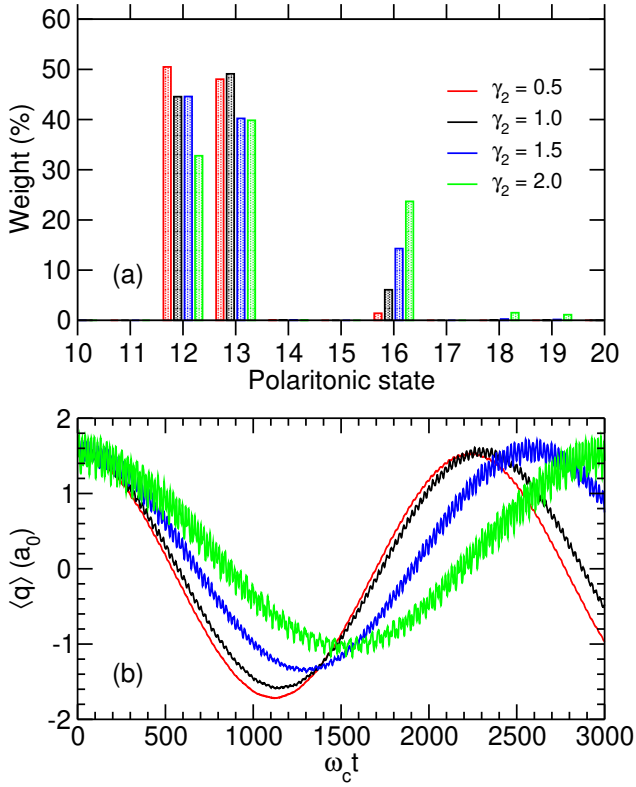 60
50
40
30
20
10
0
Weight (%)
γ2 = 0.5
γ2 = 1.0
γ2 = 1.5
γ2 = 2.0
(a)
10 11 12 13 14 15 16 17 18 19 20
Polaritonic state
2
1
0
-1
-2
⟨q⟩ (a0)
(b)
0 500 1000 1500 2000 2500 3000
ωct